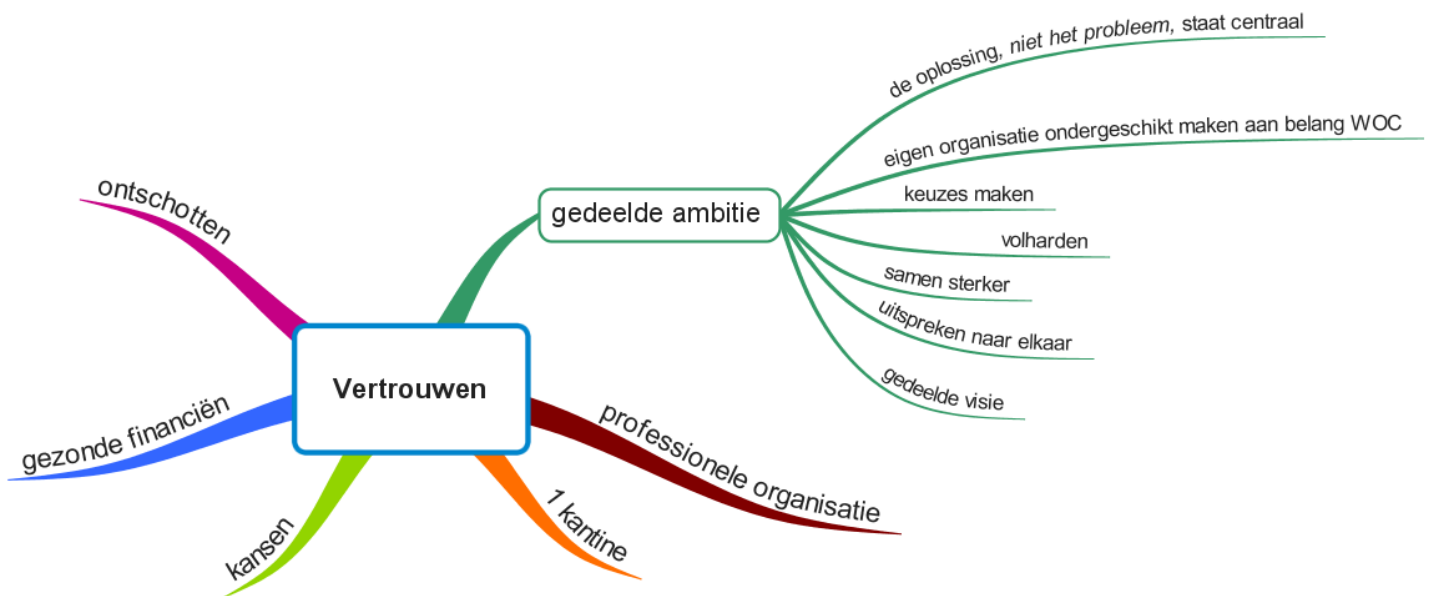 Vertrouwen
gedeelde ambitie
de oplossing, niet het probleem, staat centraal
eigen organisatie ondergeschikt maken aan belang WOC
keuzes maken
volharden
samen sterker
uitspreken naar elkaar
gedeelde visie
professionele organisatie
1 kantine
kansen
gezonde financiën
ontschotten